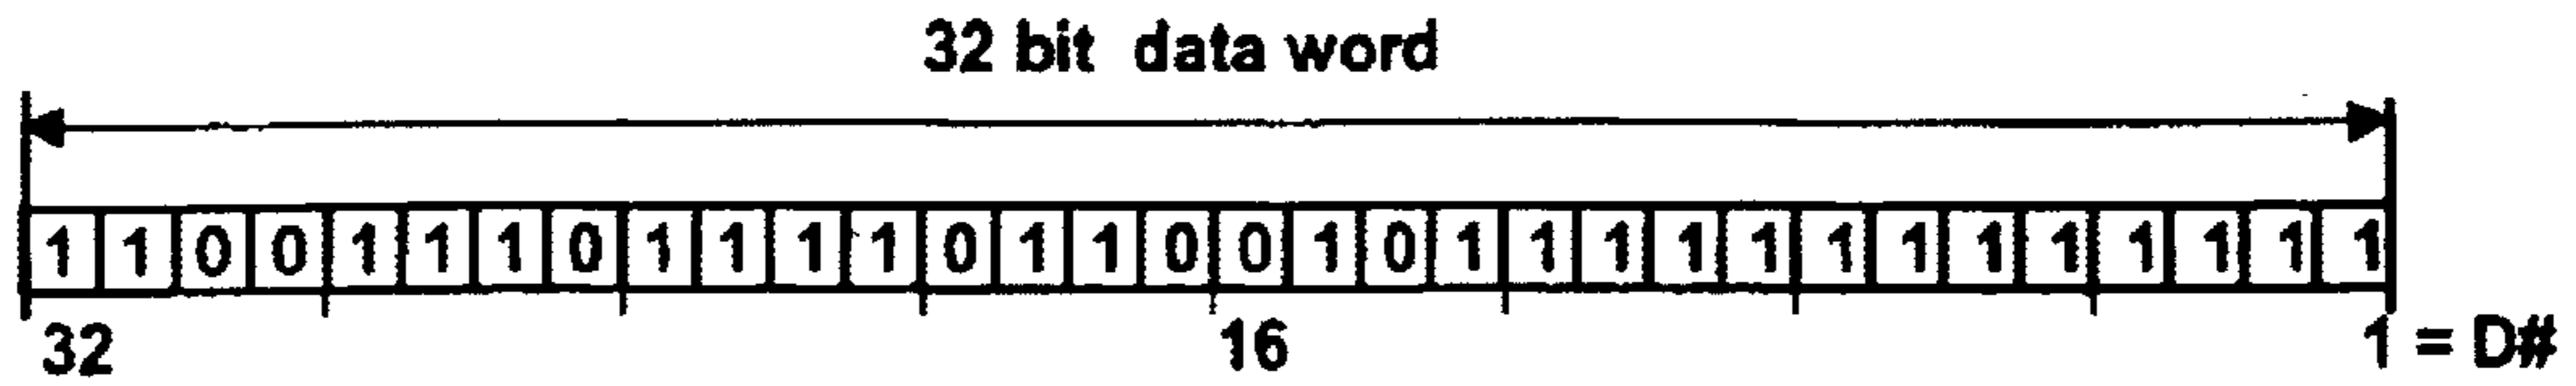 32 bit data word
1 1 0 0 1 1 1 0 1 1 1 1 0 1 1 0 0 1 0 1 1 1 1 1 1 1 1 1 1 1 1 1
32 16 1 = D#